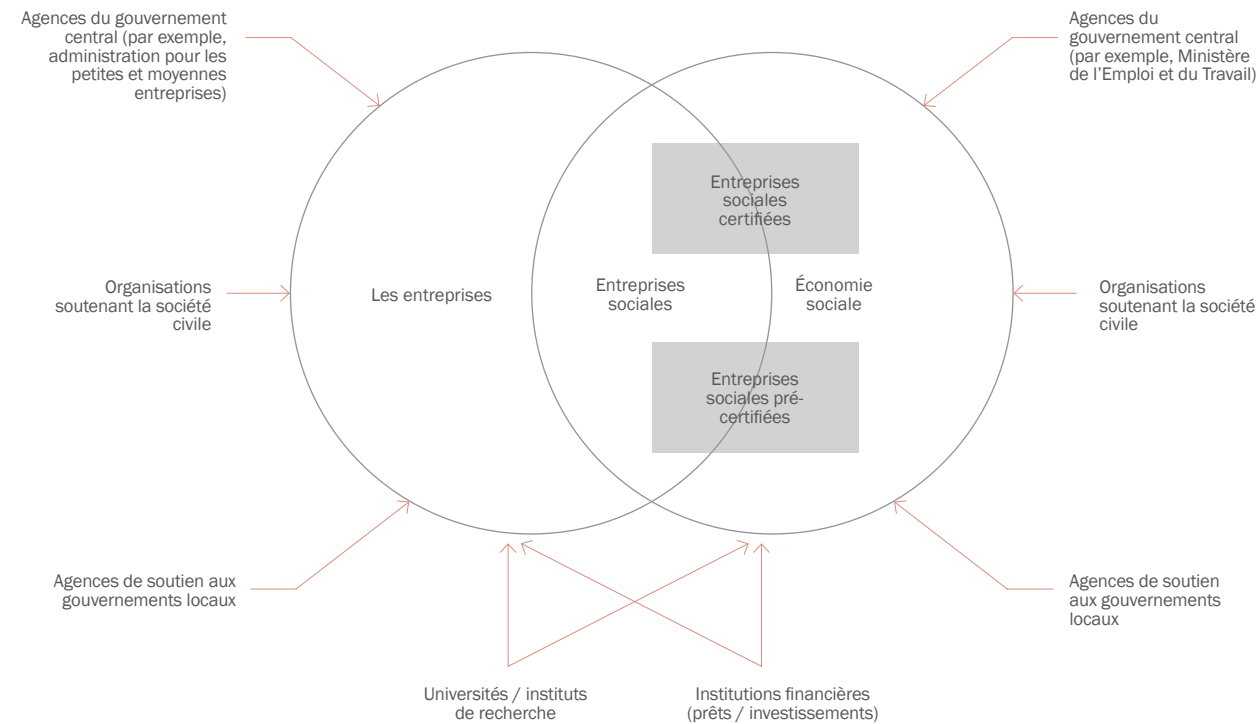 Agences du gouvernement
central (par exemple,
administration pour les
petites et moyennes
entreprises)
Agences du
gouvernement central
(par exemple, Ministère
de l'Emploi et du Travail)
Entreprises
sociales
certifiées
Organisations
soutenant la société
civile
Les entreprises
Entreprises
sociales
Économie
sociale
Organisations
soutenant la société
civile
Entreprises
sociales pré-
certifiées
Agences de soutien aux
gouvernements locaux
Agences de soutien
aux gouvernements
locaux
Universités / instituts
de recherche
Institutions financières
(prêts / investissements)